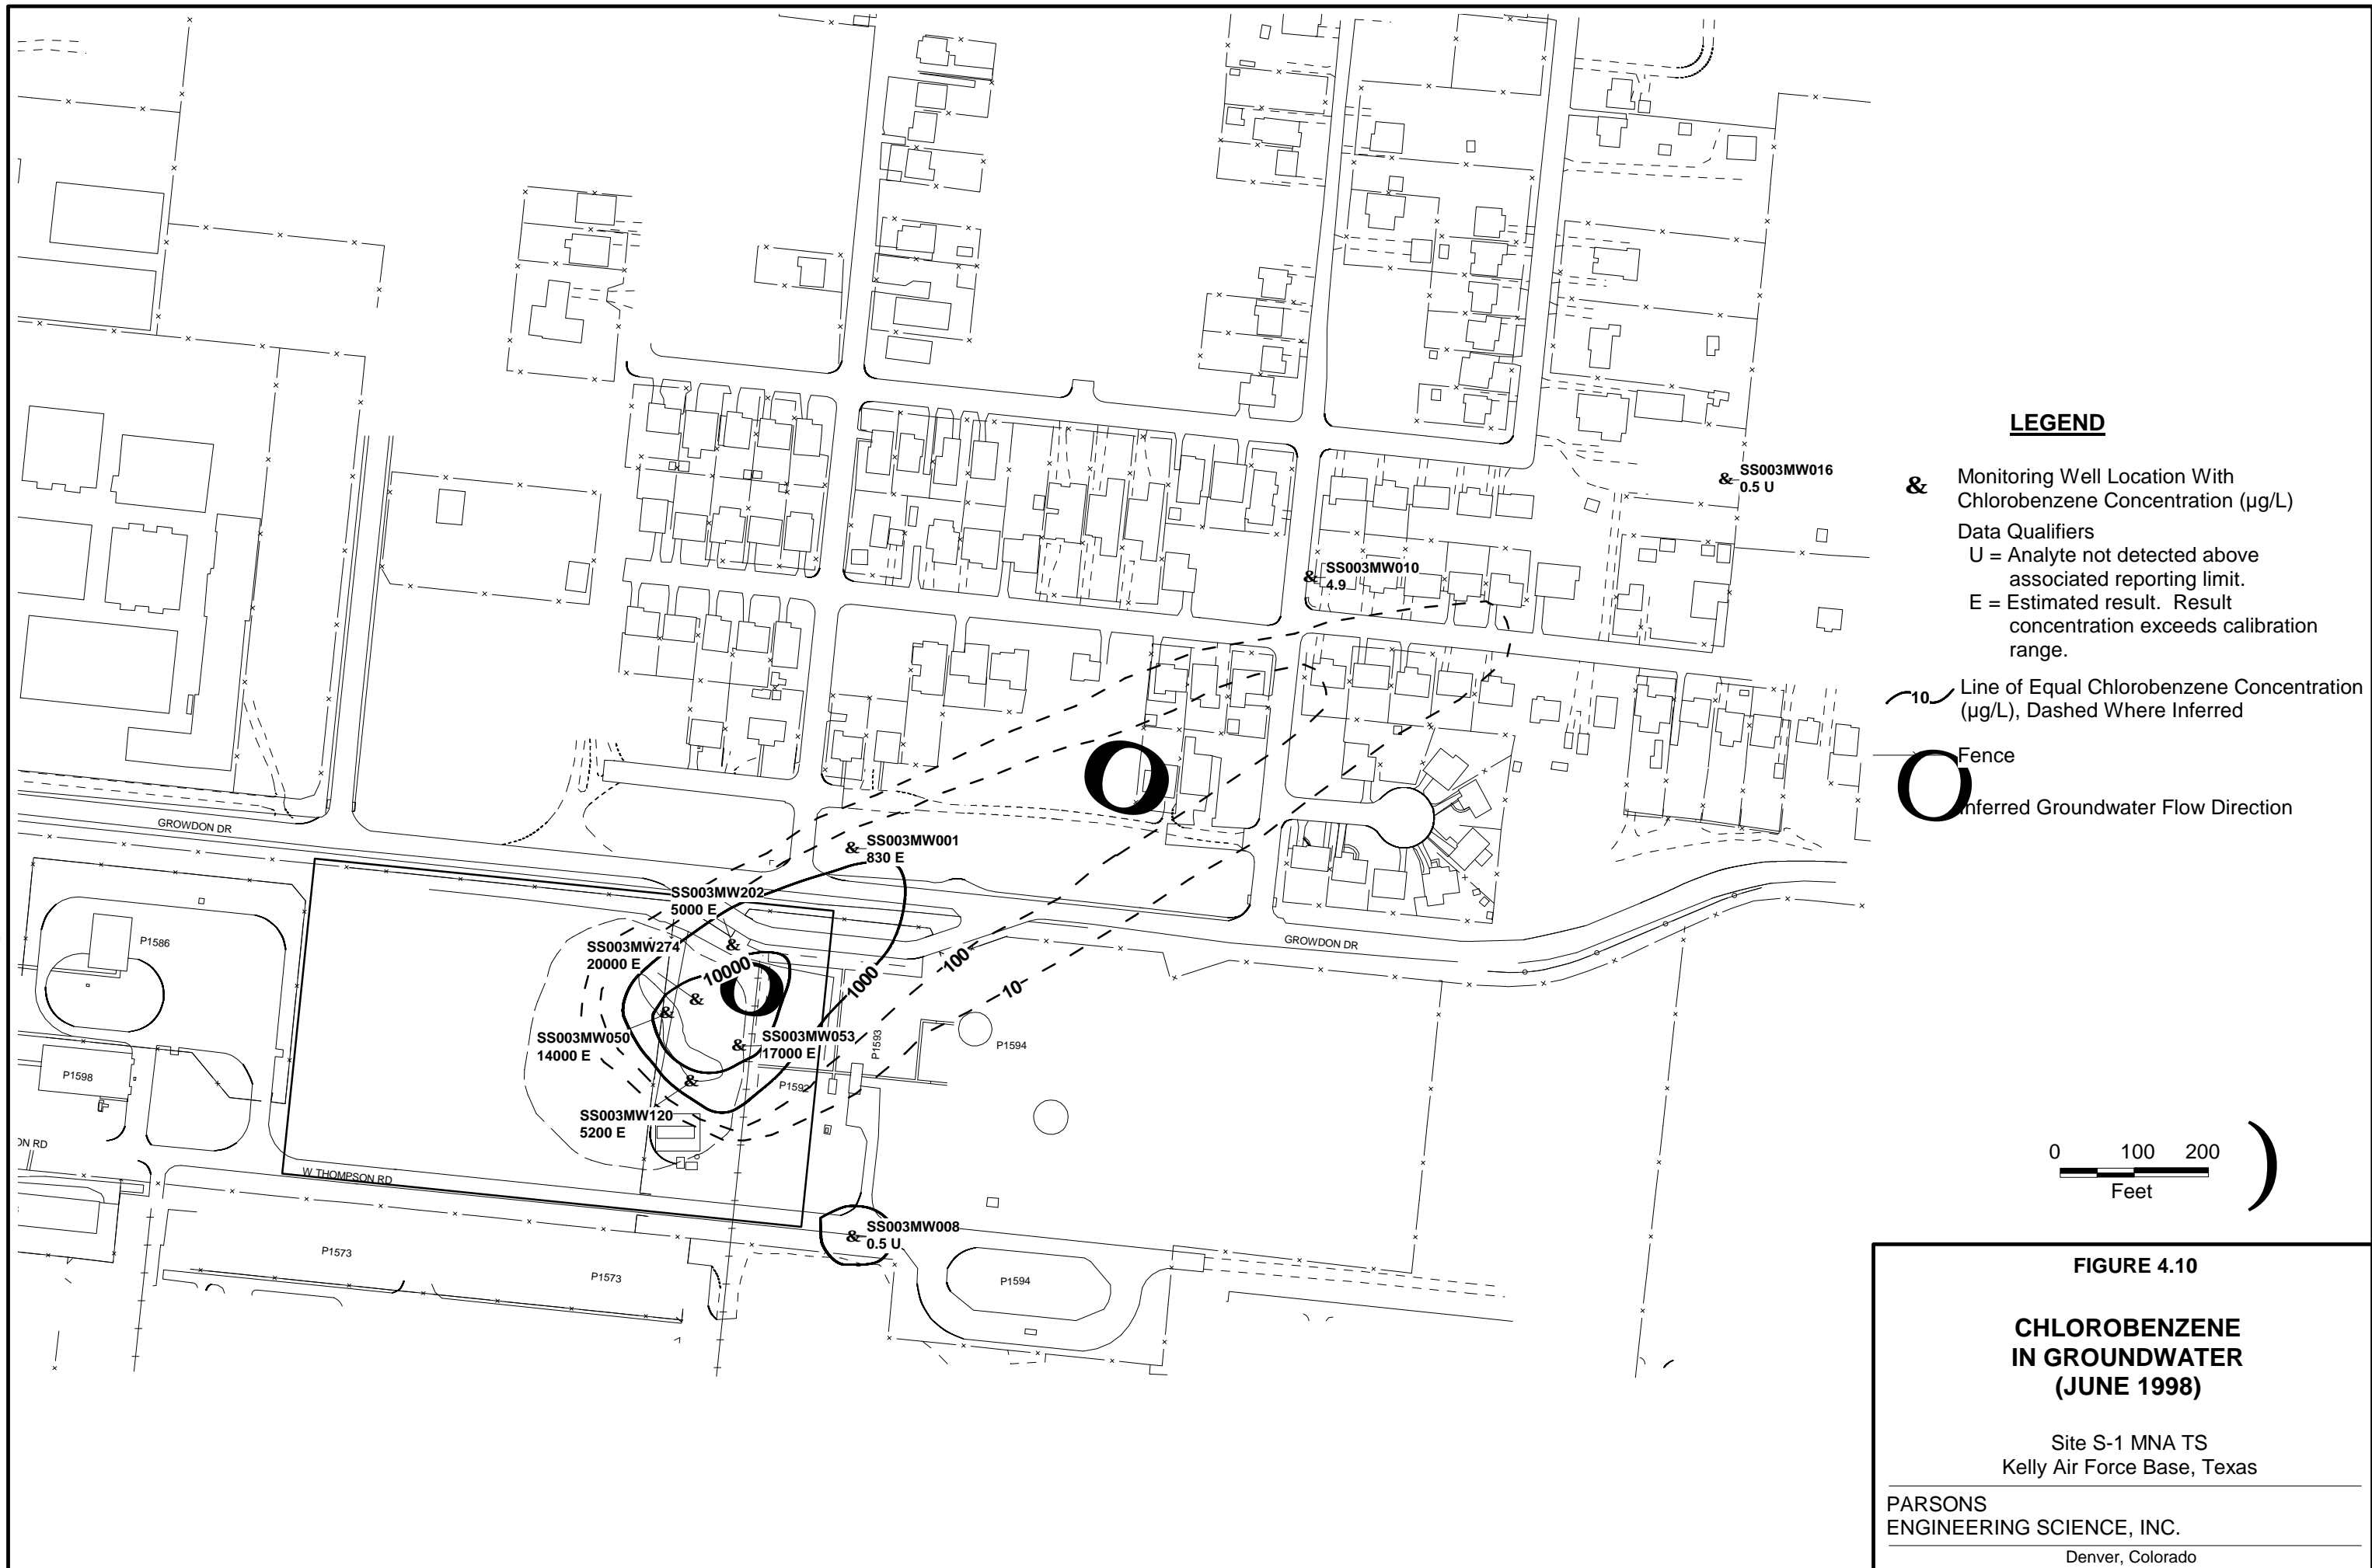 SS003MW016
0.5 U
SS003MW010
4.9
GROWDON DR
SS003MW001
830 E
SS003MW202
5000 E
P1586
SS003MW274
20000 E
10000
1000
100
10
GROWDON DR
SS003MW050
14000 E
SS003MW053
17000 E
P1593
P1594
P1598
P1592
SS003MW120
5200 E
ON RD
W THOMPSON RD
SS003MW008
0.5 U
P1573
P1573
P1594
LEGEND
& Monitoring Well Location With
Chlorobenzene Concentration (µg/L)
Data Qualifiers
U = Analyte not detected above
associated reporting limit.
E = Estimated result. Result
concentration exceeds calibration
range.
10 Line of Equal Chlorobenzene Concentration
(µg/L), Dashed Where Inferred
Fence
Inferred Groundwater Flow Direction
0 100 200
Feet
FIGURE 4.10
CHLOROBENZENE
IN GROUNDWATER
(JUNE 1998)
Site S-1 MNA TS
Kelly Air Force Base, Texas
PARSONS
ENGINEERING SCIENCE, INC.
Denver, Colorado